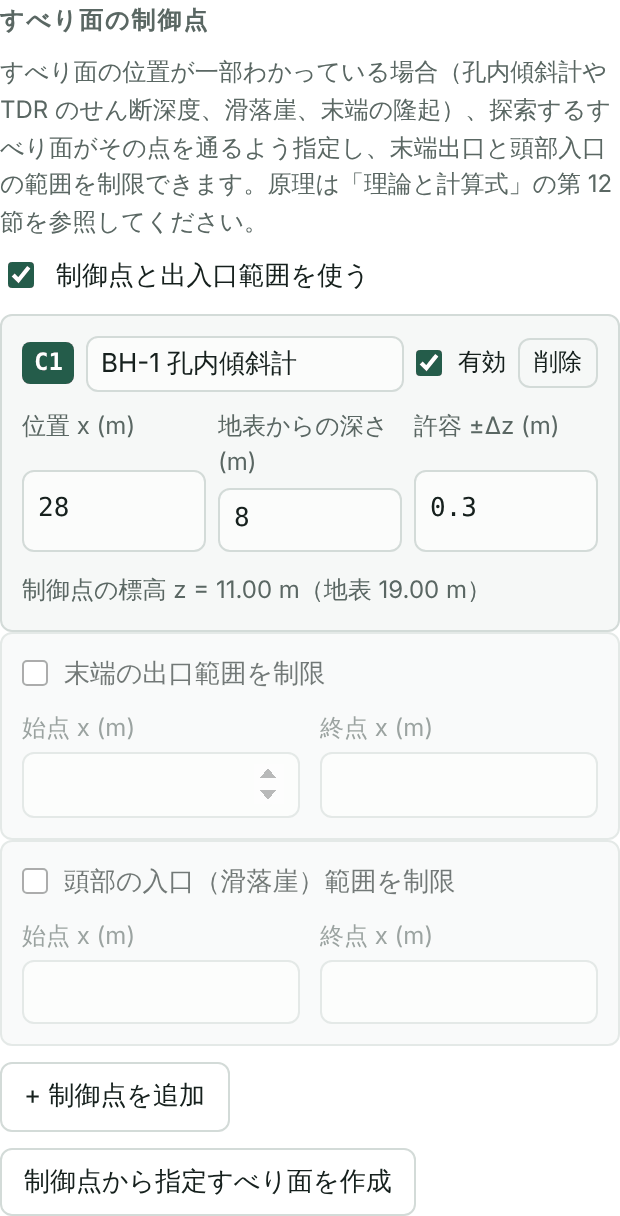 すべり面の制御点
すべり面の位置が一部わかっている場合（孔内傾斜計や
TDR のせん断深度、滑落崖、末端の隆起）、探索するす
べり面がその点を通るよう指定し、末端出口と頭部入口
の範囲を制限できます。原理は「理論と計算式」の第 12
節を参照してください。
制御点と出入口範囲を使う
C1 BH-1 孔内傾斜計 有効 削除
位置 x (m) 地表からの深さ 許容 ±Δz (m)
(m)
28 8 0.3
制御点の標高 z = 11.00 m（地表 19.00 m）
末端の出口範囲を制限
始点 x (m) 終点 x (m)
頭部の入口（滑落崖）範囲を制限
始点 x (m) 終点 x (m)
+ 制御点を追加
制御点から指定すべり面を作成